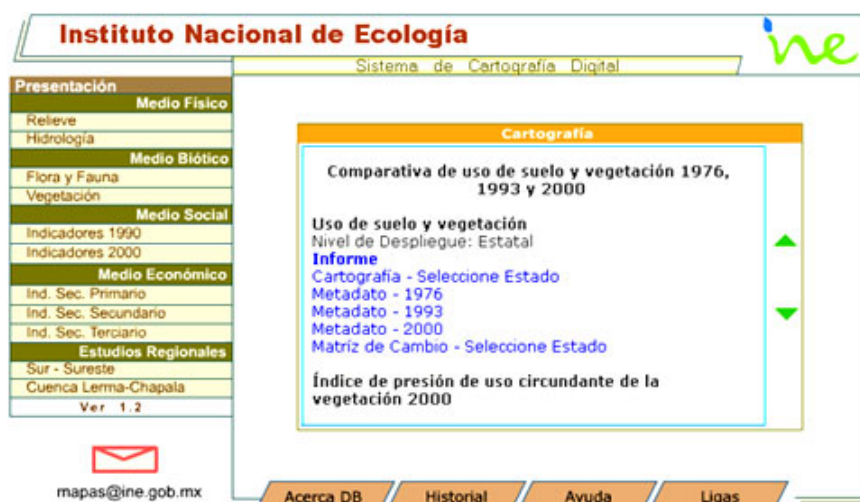 Instituto Nacional de Ecología
ine
Sistema de Cartografía Digital
Presentación
Medio Físico
Relieve
Hidrología
Medio Biótico
Flora y Fauna
Vegetación
Medio Social
Indicadores 1990
Indicadores 2000
Medio Económico
Ind. Sec. Primario
Ind. Sec. Secundario
Ind. Sec. Terciario
Estudios Regionales
Sur - Sureste
Cuenca Lerma-Chapala
Ver 1.2
mapas@ine.gob.mx
Cartografía
Comparativa de uso de suelo y vegetación 1976,
1993 y 2000
Uso de suelo y vegetación
Nivel de Despliegue: Estatal
Informe
Cartografía - Seleccione Estado
Metadato - 1976
Metadato - 1993
Metadato - 2000
Matríz de Cambio - Seleccione Estado
Índice de presión de uso circundante de la
vegetación 2000
Acerca DB
Historial
Ayuda
Ligas